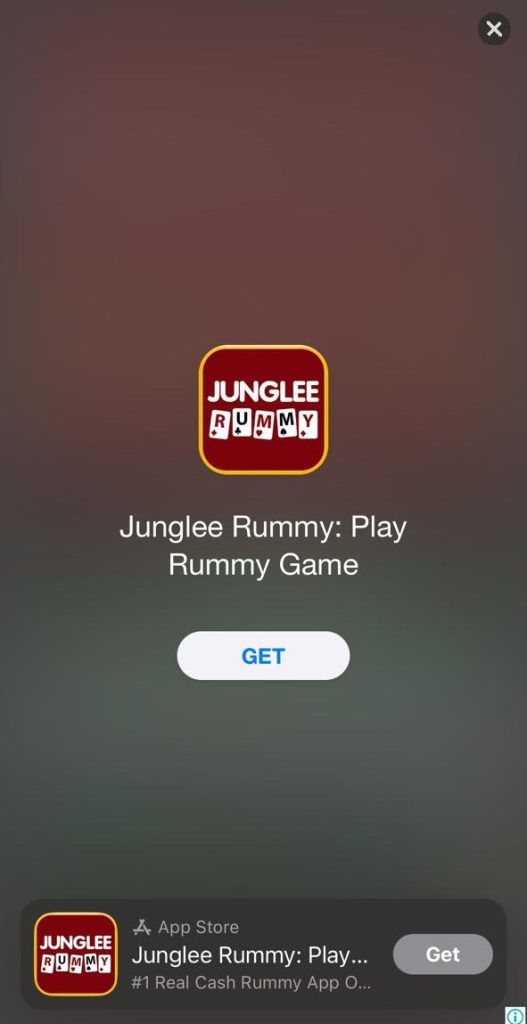 JUNGLEE
RUMMY
Junglee Rummy: Play
Rummy Game
GET
JUNGLEE
RUMMY
App Store
Junglee Rummy: Play...
#1 Real Cash Rummy App O...
Get